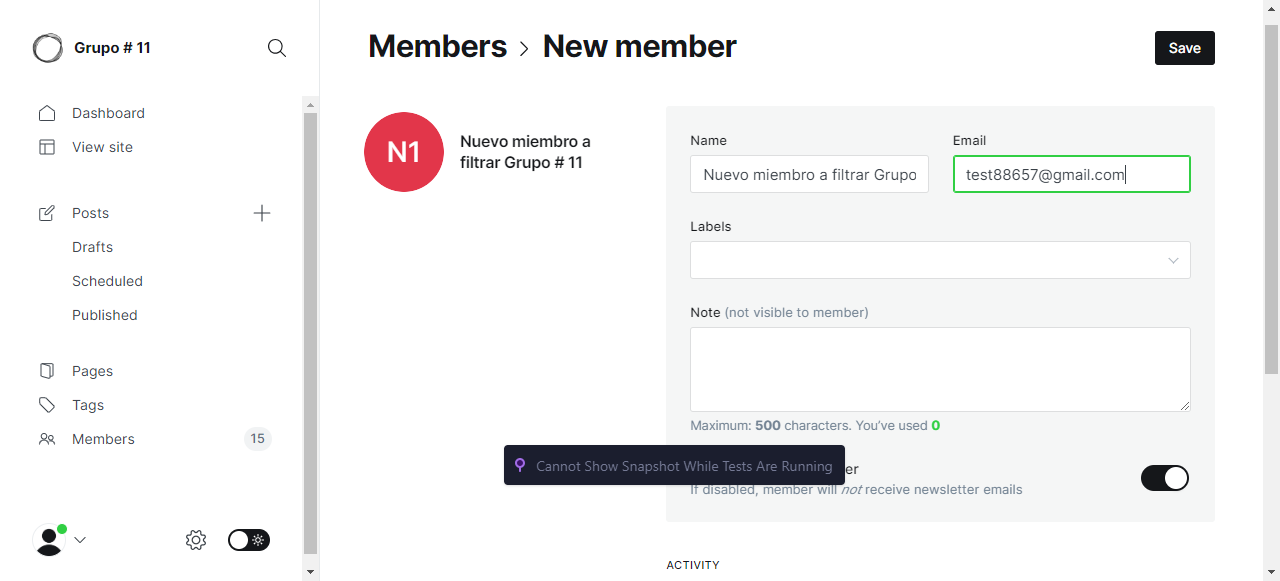 Grupo # 11
Dashboard
View site
Posts
Drafts
Scheduled
Published
Pages
Tags
Members
15
Members > New member
Save
N1
Nuevo miembro a
filtrar Grupo # 11
Name
Email
Nuevo miembro a filtrar Grupo
test88657@gmail.com
Labels
Note (not visible to member)
Maximum: 500 characters. You've used 0
Cannot Show Snapshot While Tests Are Running
er
If disabled, member will not receive newsletter emails
ACTIVITY